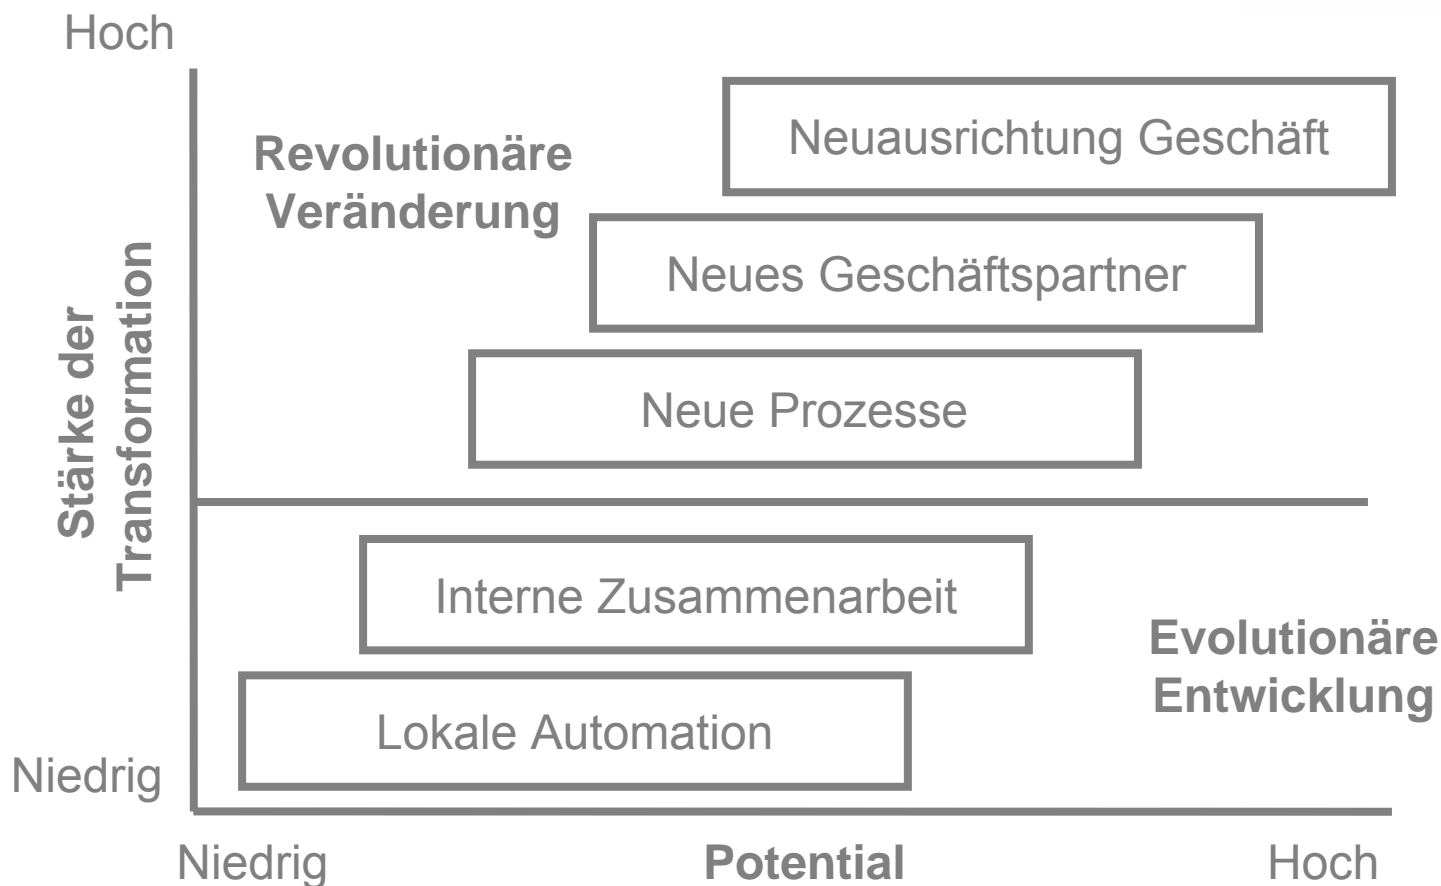 Hoch
Neuausrichtung Geschäft
Revolutionäre
Veränderung
Neues Geschäftspartner
Neue Prozesse
Stärke der
Transformation
Interne Zusammenarbeit
Evolutionäre
Entwicklung
Lokale Automation
Niedrig
Niedrig
Potential
Hoch